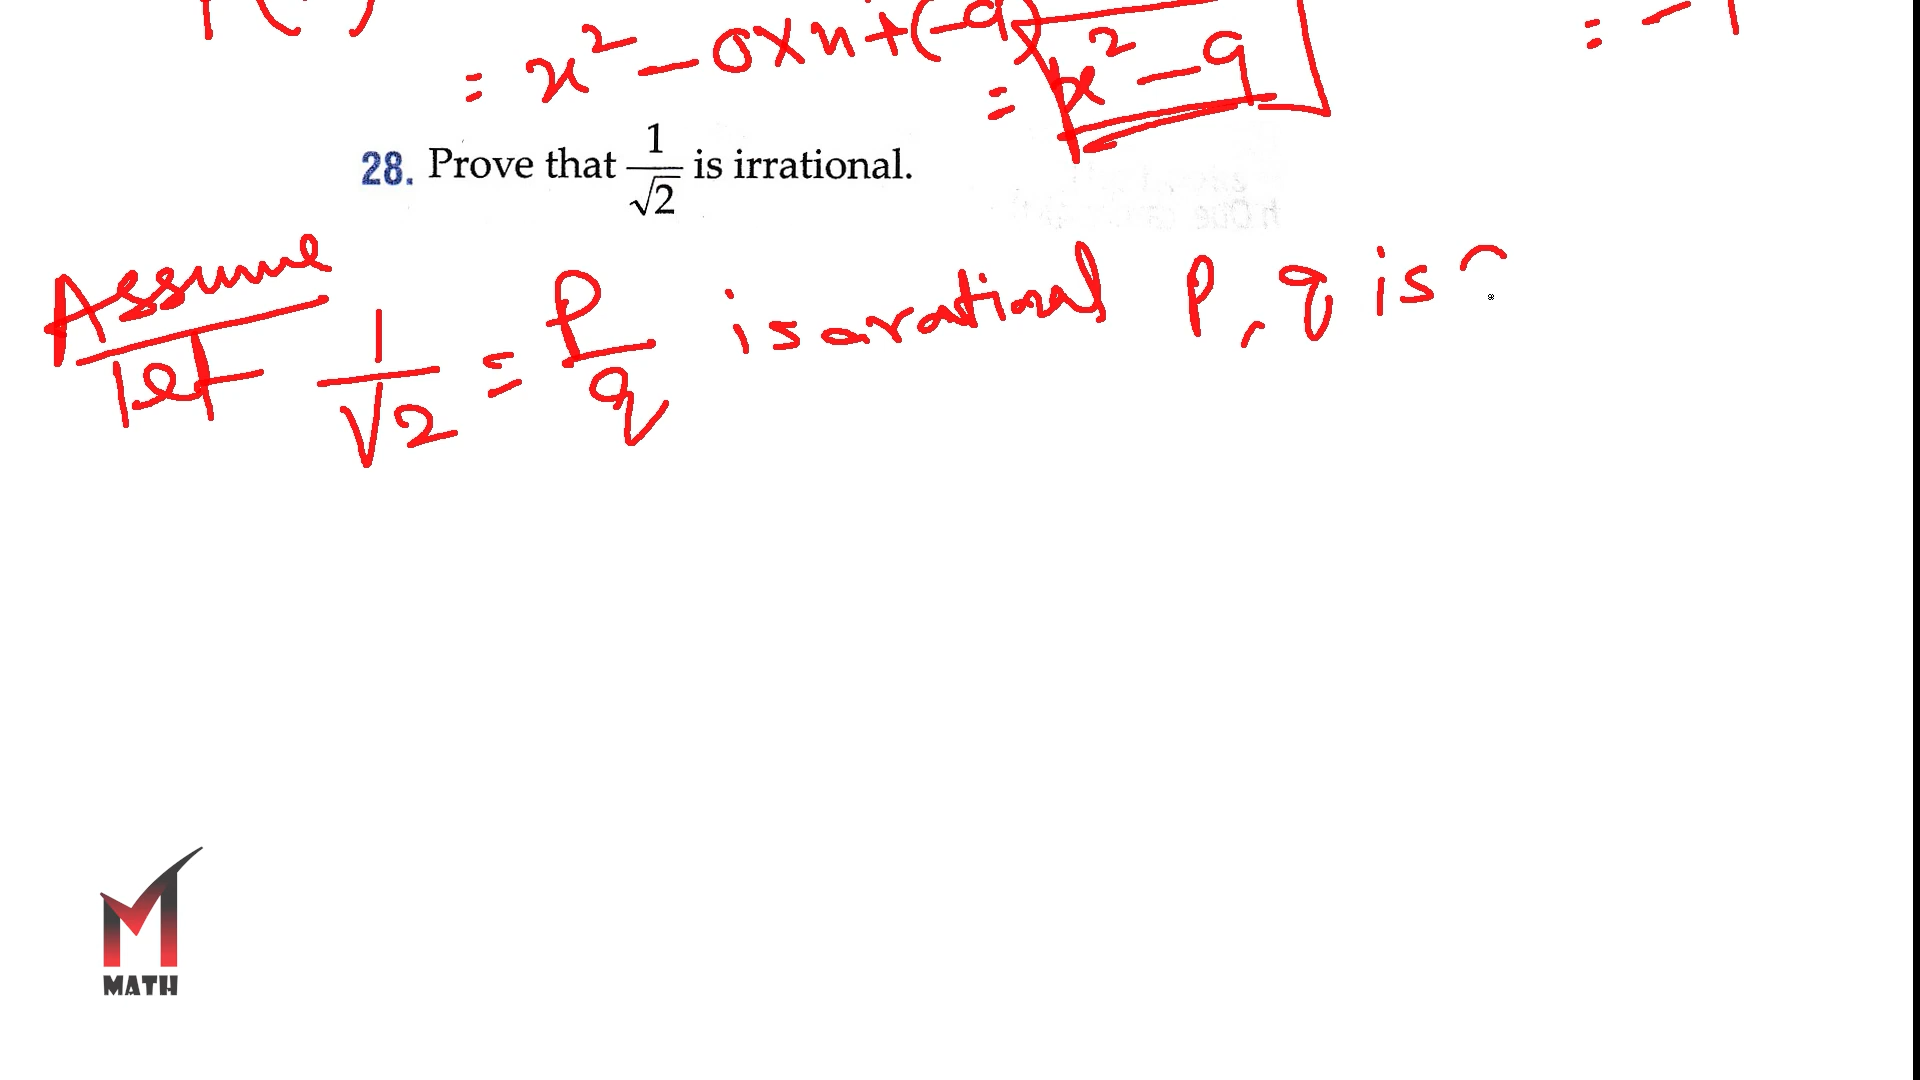 = x² - 0×x + (-9)
= x² - 9
= -9
28. Prove that 1/√2 is irrational.
Assume
let 1/√2 = P/q is a rational P, q is
MATH